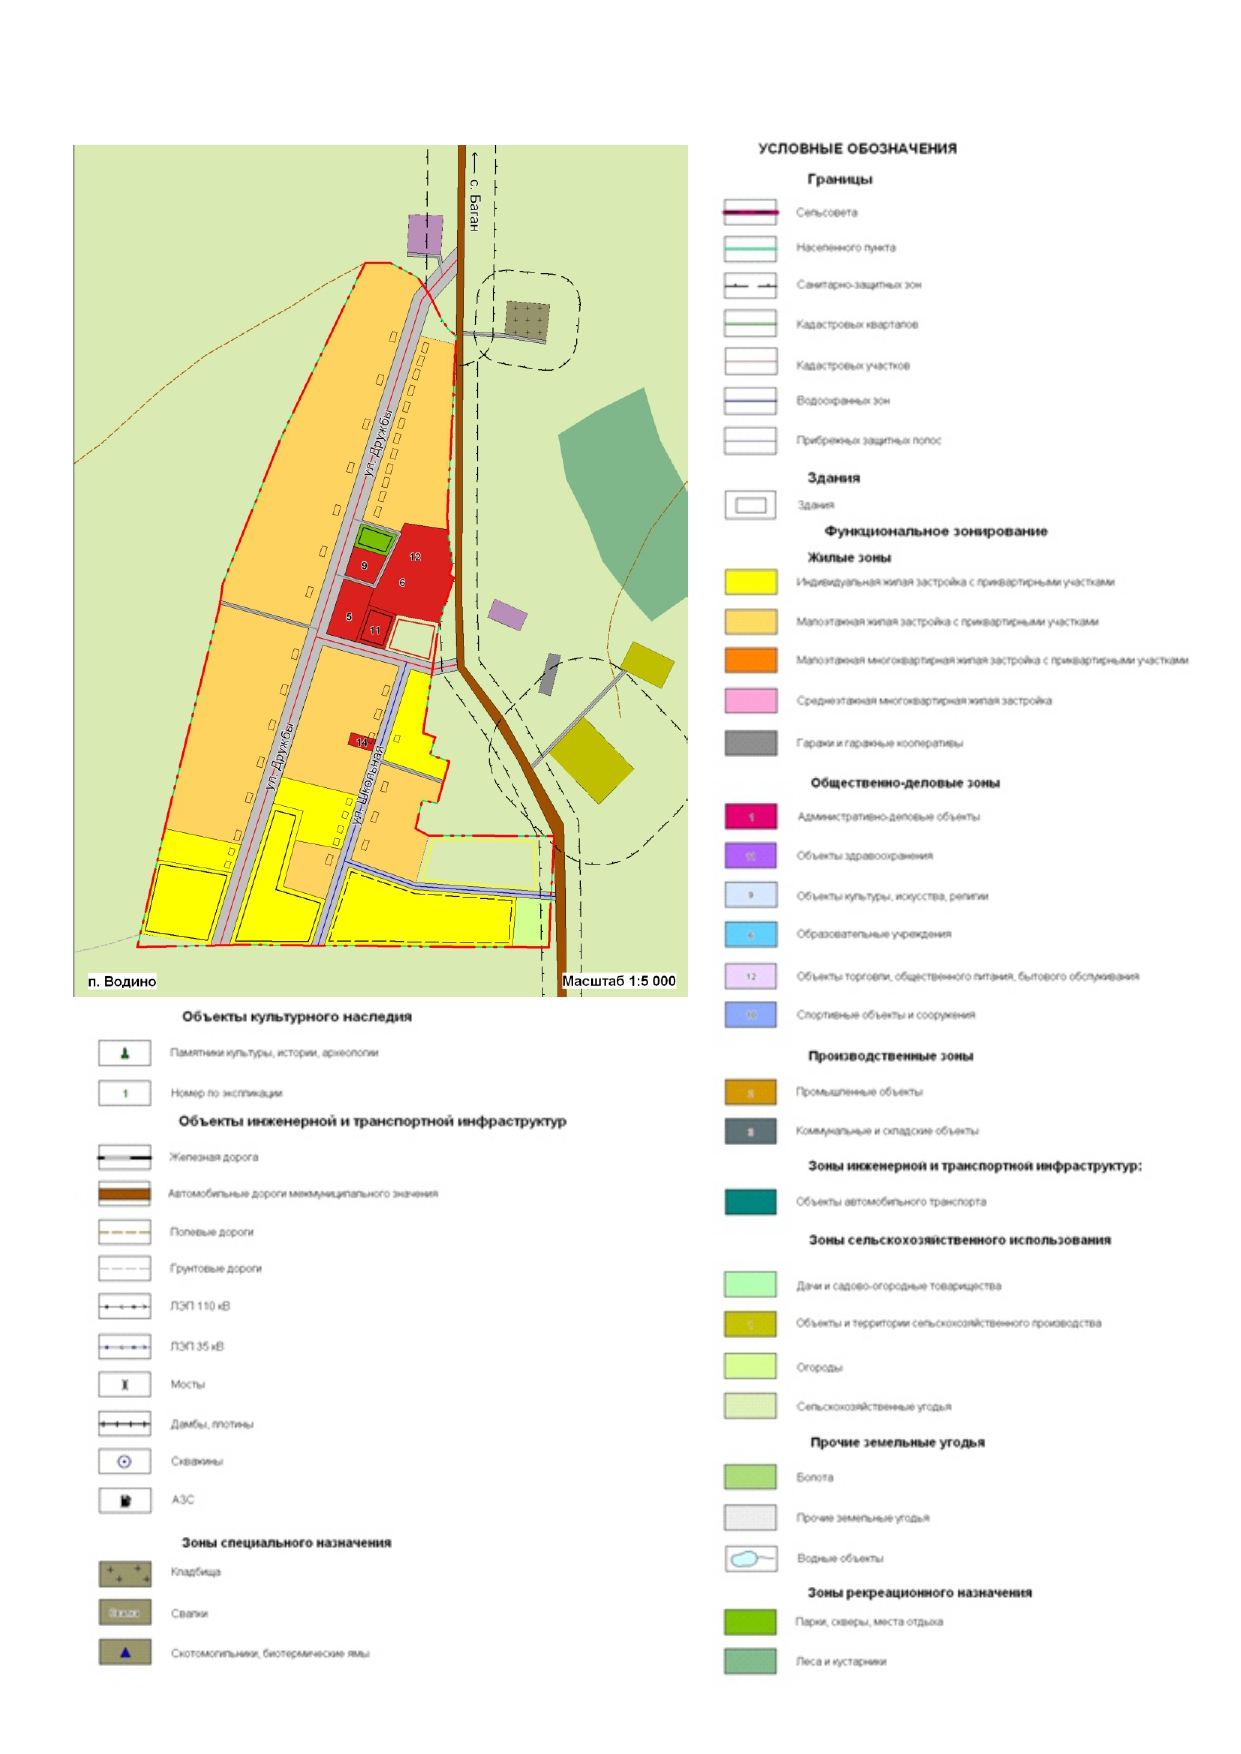 с. Баган
ул. Дружбы
12
9
6
5
11
ул. Дружбы
14
ул. Школьная
п. Водино
Масштаб 1:5 000
Объекты культурного наследия
Памятники культуры, истории, археологии
1
Номер по экспликации
Объекты инженерной и транспортной инфраструктур
Железная дорога
Автомобильные дороги межмуниципального значения
Полевые дороги
Грунтовые дороги
ЛЭП 110 кВ
ЛЭП 35 кВ
Мосты
Дамбы, плотины
Скважины
АЗС
Зоны специального назначения
Кладбища
Свалки
Скотомогильники, биотермические ямы
УСЛОВНЫЕ ОБОЗНАЧЕНИЯ
Границы
Сельсовета
Населенного пункта
Санитарно-защитных зон
Кадастровых кварталов
Кадастровых участков
Водоохранных зон
Прибрежных защитных полос
Здания
Здания
Функциональное зонирование
Жилые зоны
Индивидуальная жилая застройка с приквартирными участками
Малоэтажная жилая застройка с приквартирными участками
Малоэтажная многоквартирная жилая застройка с приквартирными участками
Среднеэтажная многоквартирная жилая застройка
Гаражи и гаражные кооперативы
Общественно-деловые зоны
1
Административно-деловые объекты
11
Объекты здравоохранения
9
Объекты культуры, искусства, религии
6
Образовательные учреждения
12
Объекты торговли, общественного питания, бытового обслуживания
10
Спортивные объекты и сооружения
Производственные зоны
Промышленные объекты
Коммунальные и складские объекты
Зоны инженерной и транспортной инфраструктур:
Объекты автомобильного транспорта
Зоны сельскохозяйственного использования
Дачи и садово-огородные товарищества
Объекты и территории сельскохозяйственного производства
Огороды
Сельскохозяйственные угодья
Прочие земельные угодья
Болота
Прочие земельные угодья
Водные объекты
Зоны рекреационного назначения
Парки, скверы, места отдыха
Леса и кустарники